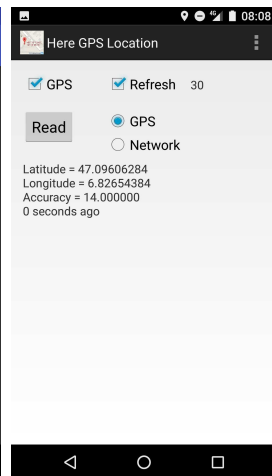 4G 08:08
Here GPS Location
GPS Refresh 30
Read GPS
Network
Latitude = 47.09606284
Longitude = 6.82654384
Accuracy = 14.000000
0 seconds ago